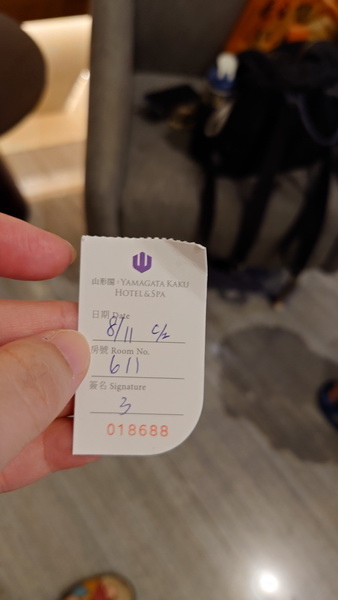 山形閣・YAMAGATA KAKU
HOTEL & SPA
日期 Date
8/11 c/2
房號 Room No.
611
簽名 Signature
3
018688